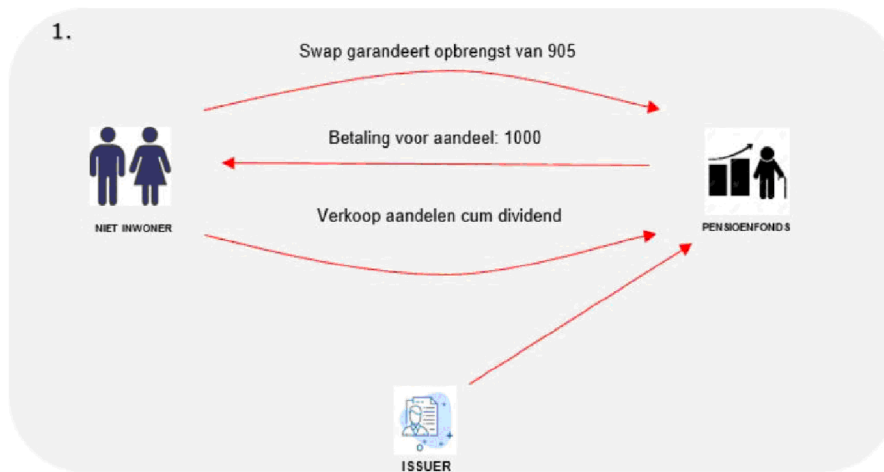 1.
Swap garandeert opbrengst van 905
Betaling voor aandeel: 1000
Verkoop aandelen cum dividend
NIET INWONER
PENSIOENFONDS
ISSUER